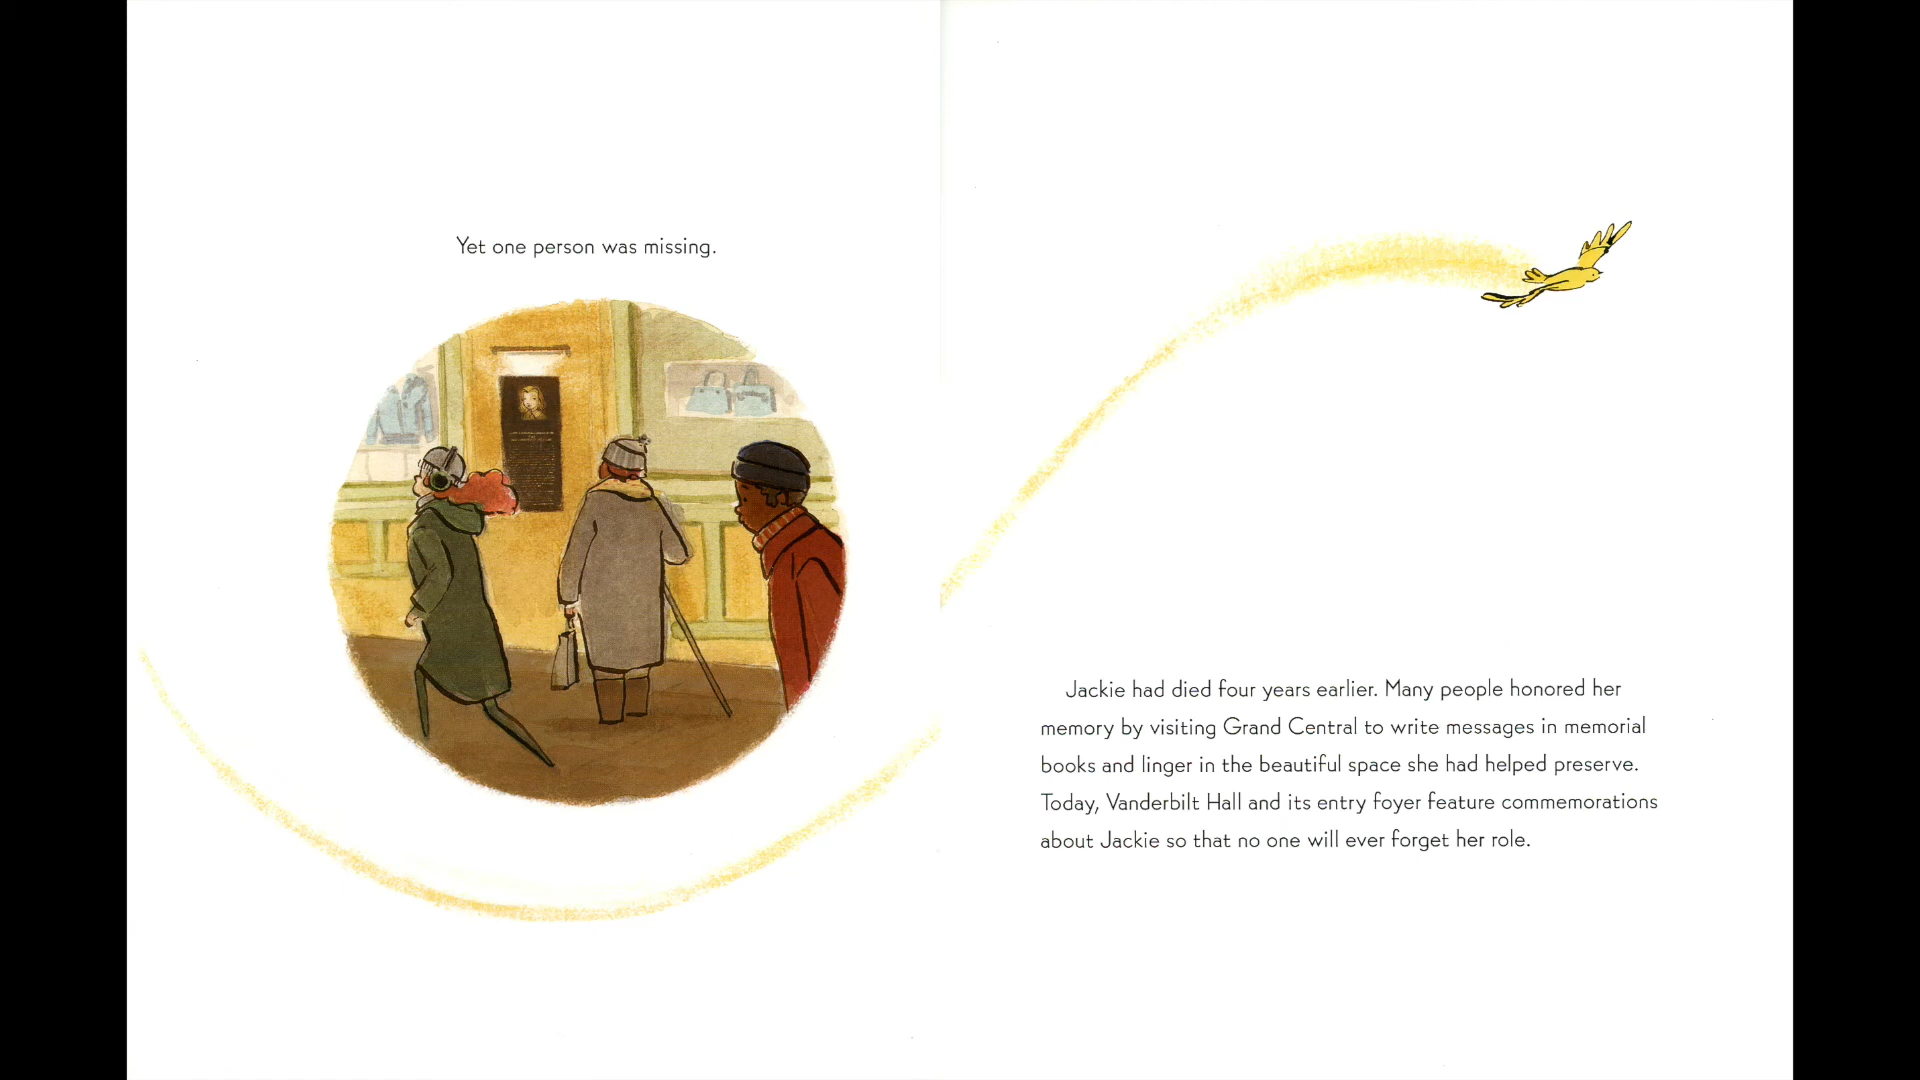 Yet one person was missing.
Jackie had died four years earlier. Many people honored her
memory by visiting Grand Central to write messages in memorial
books and linger in the beautiful space she had helped preserve.
Today, Vanderbilt Hall and its entry foyer feature commemorations
about Jackie so that no one will ever forget her role.